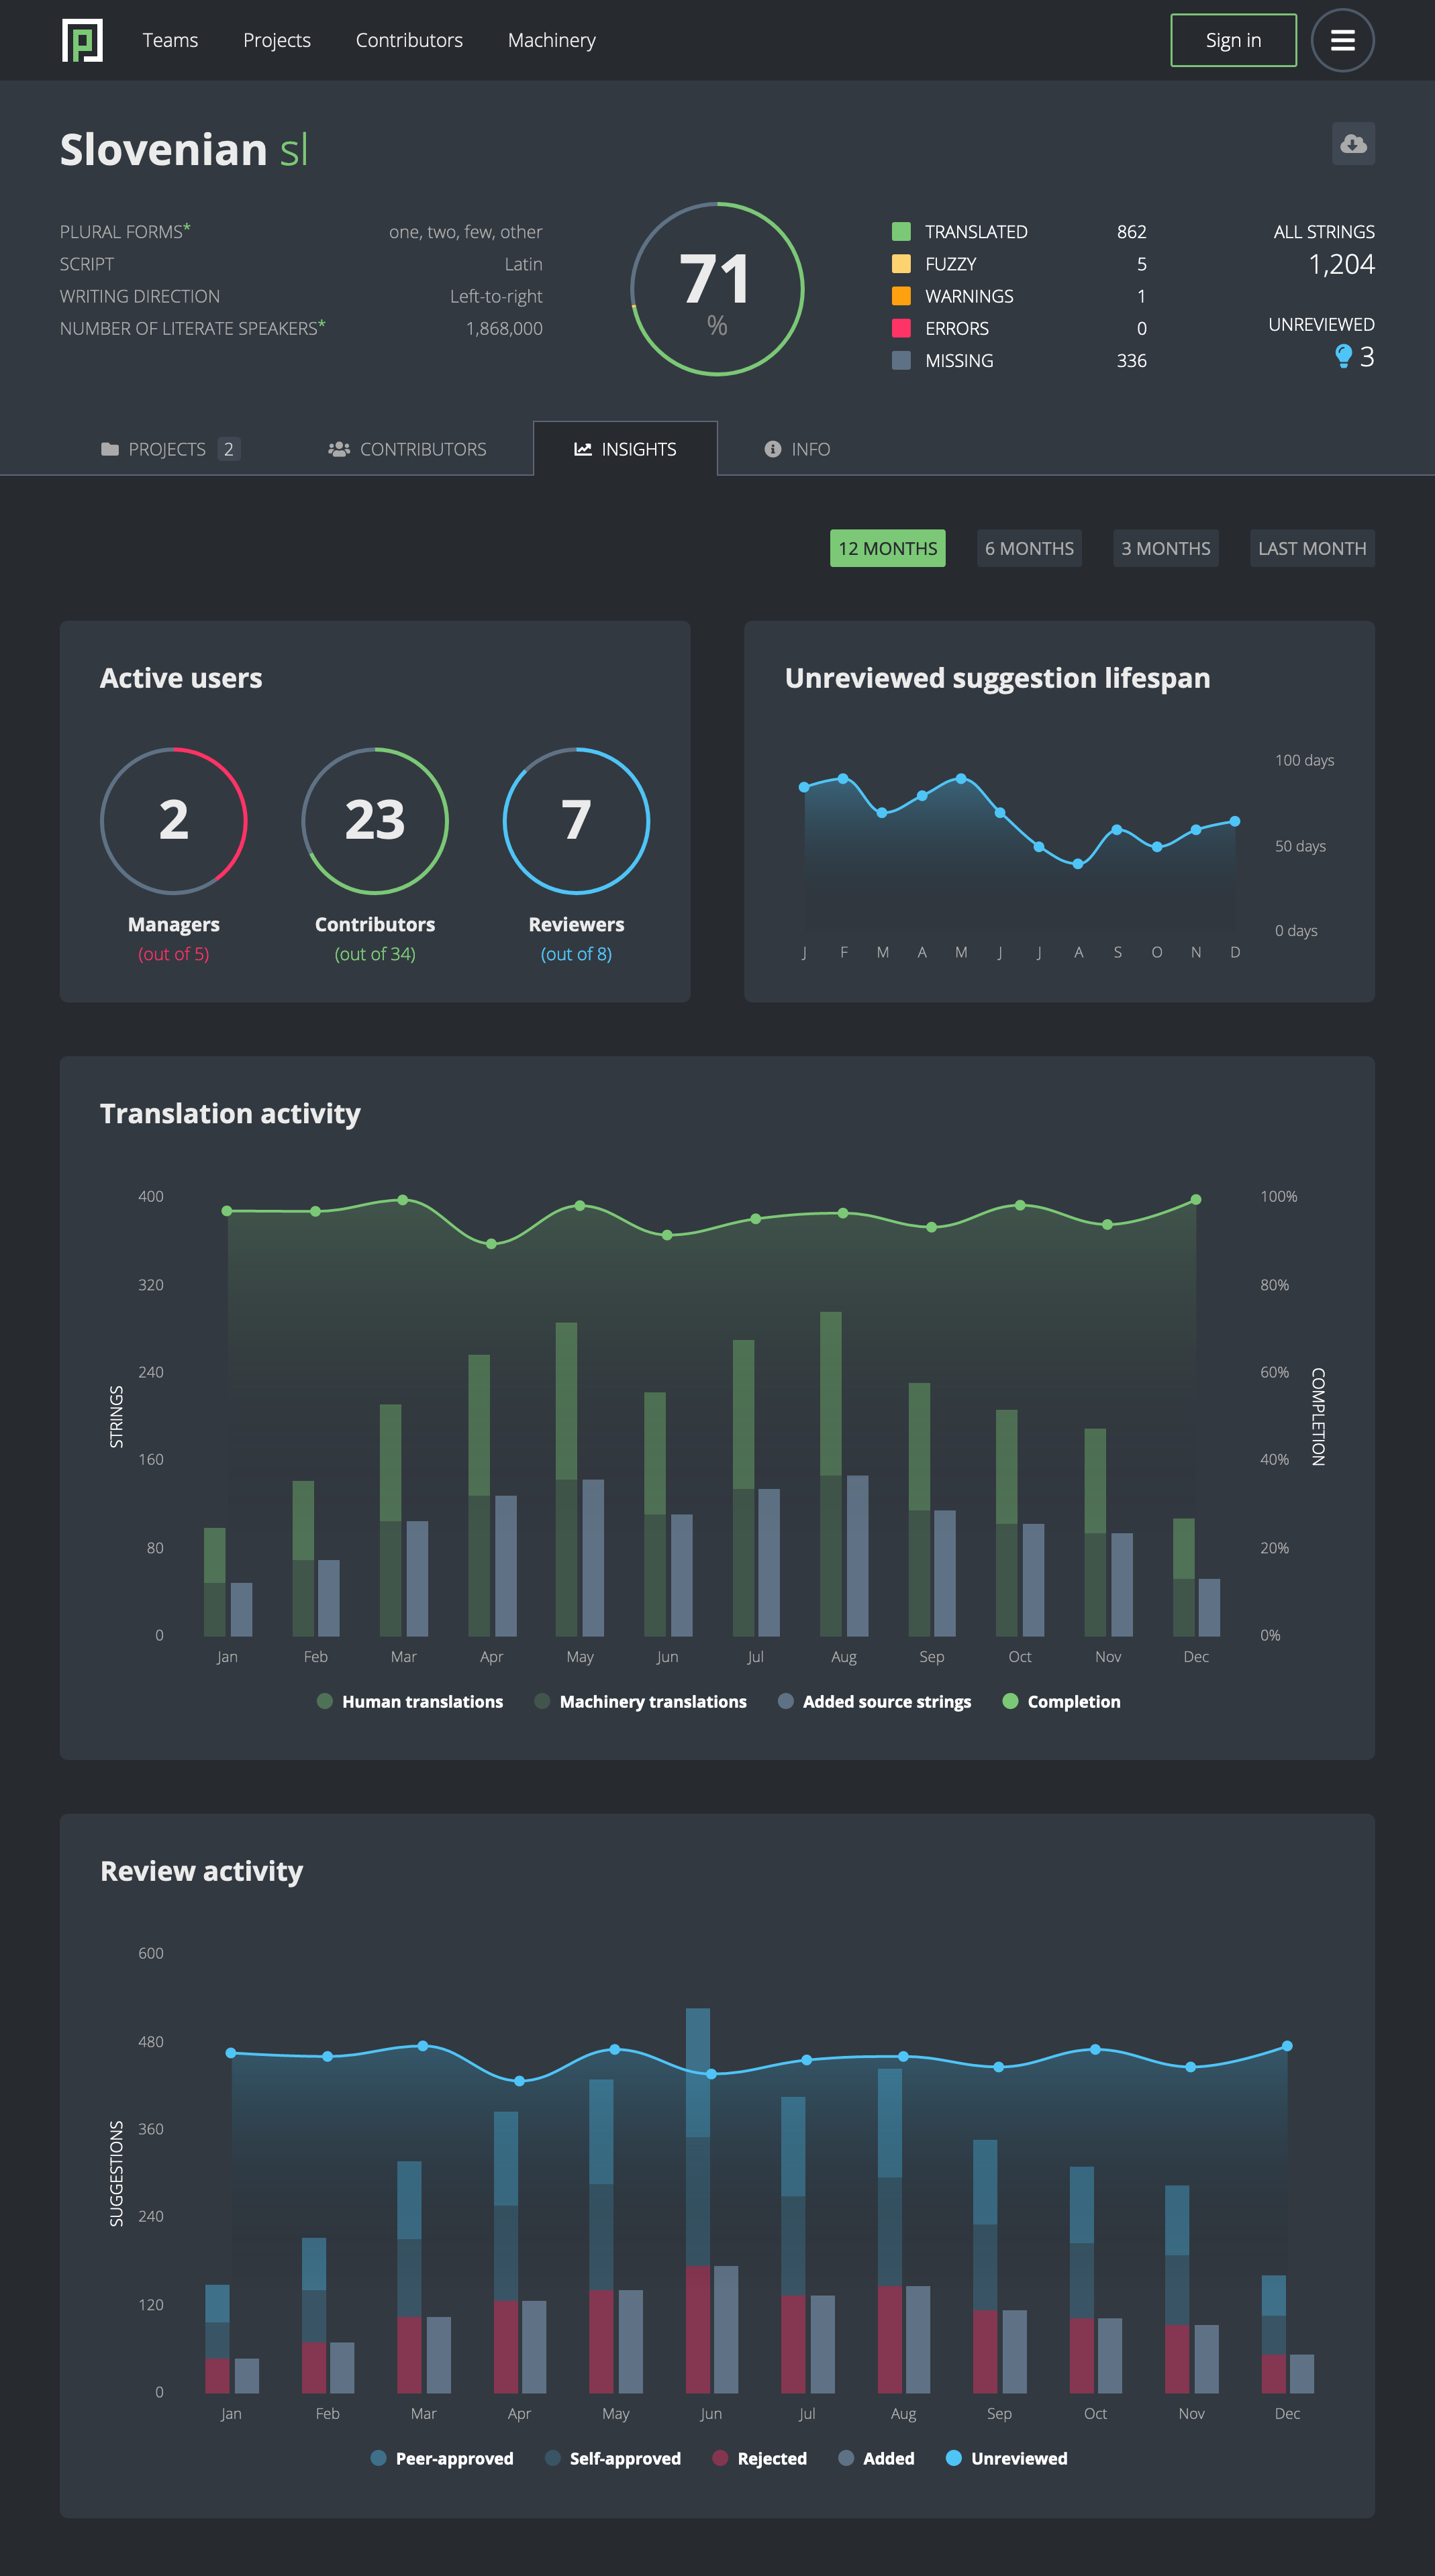 Teams Projects Contributors Machinery Sign in
Slovenian sl
PLURAL FORMS* one, two, few, other
SCRIPT Latin
WRITING DIRECTION Left-to-right
NUMBER OF LITERATE SPEAKERS* 1,868,000
71
%
TRANSLATED 862
FUZZY 5
WARNINGS 1
ERRORS 0
MISSING 336
ALL STRINGS
1,204
UNREVIEWED
3
PROJECTS 2 CONTRIBUTORS INSIGHTS INFO
12 MONTHS 6 MONTHS 3 MONTHS LAST MONTH
Active users
2 23 7
Managers Contributors Reviewers
(out of 5) (out of 34) (out of 8)
Unreviewed suggestion lifespan
100 days
50 days
0 days
J F M A M J J A S O N D
Translation activity
400 100%
320 80%
240 60%
STRINGS COMPLETION
160 40%
80 20%
0 0%
Jan Feb Mar Apr May Jun Jul Aug Sep Oct Nov Dec
Human translations Machinery translations Added source strings Completion
Review activity
600
480
360
SUGGESTIONS
240
120
0
Jan Feb Mar Apr May Jun Jul Aug Sep Oct Nov Dec
Peer-approved Self-approved Rejected Added Unreviewed